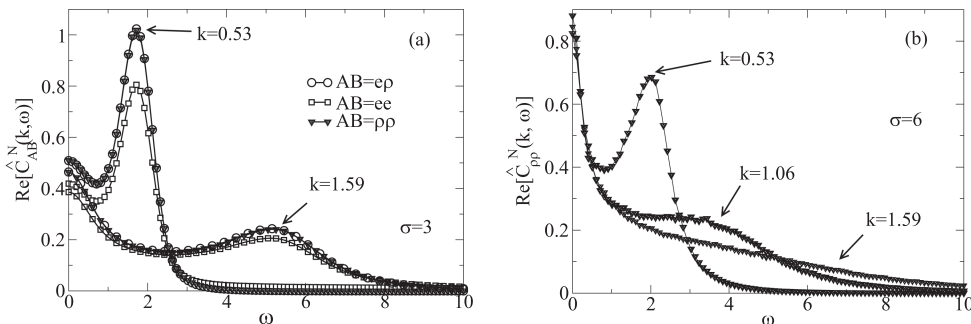 (a)
k=0.53
AB=eρ
AB=ee
AB=ρρ
k=1.59
σ=3
Re[Ĉ_AB^N(k,ω)]
1
0.8
0.6
0.4
0.2
0
0 2 4 6 8 10
ω
(b)
k=0.53
σ=6
k=1.06
k=1.59
Re[Ĉ_ρρ^N(k, ω)]
0.8
0.6
0.4
0.2
0
0 2 4 6 8 10
ω